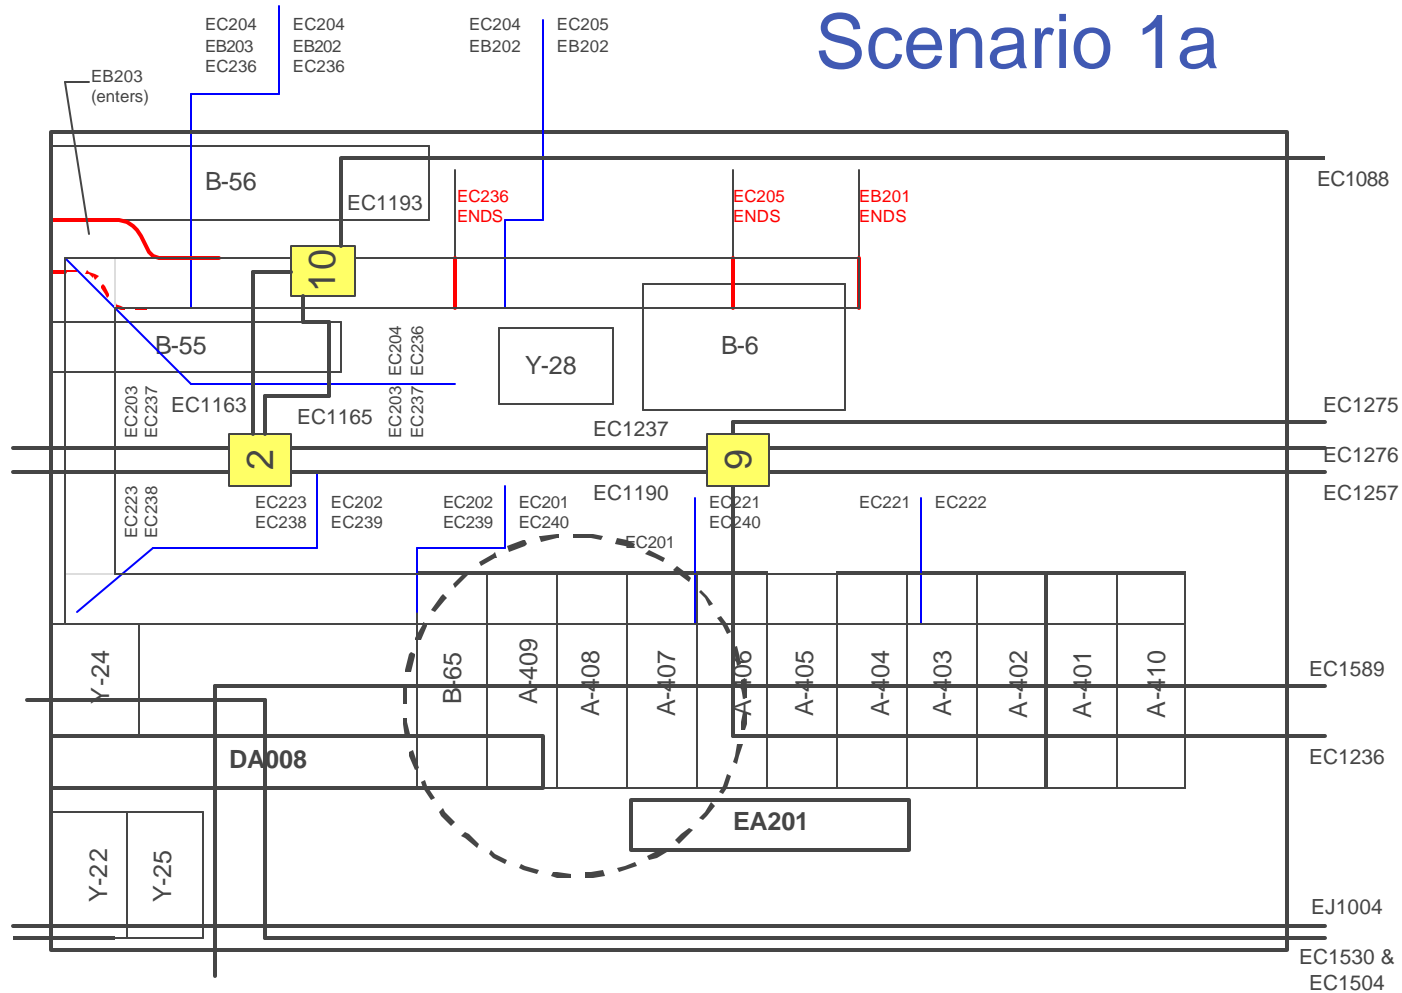 Scenario 1a
EC204 EC204
EB203 EB202
EC236 EC236
EC204 EC205
EB202 EB202
EB203
(enters)
B-56
EC1193
EC1088
EC236
ENDS
EC205
ENDS
EB201
ENDS
10
B-55
Y-28
B-6
EC204
EC236
EC203
EC237
EC203
EC237
EC1163
EC1165
EC1237
EC1275
EC1276
EC1257
2
9
EC1190
EC223
EC238
EC223 EC202
EC238 EC239
EC202 EC201
EC239 EC240
EC221
EC240
EC201
EC221 EC222
Y-24
B-65
A-409
A-408
A-407
A-406
A-405
A-404
A-403
A-402
A-401
A-410
EC1589
EC1236
DA008
EA201
Y-22
Y-25
EJ1004
EC1530 &
EC1504